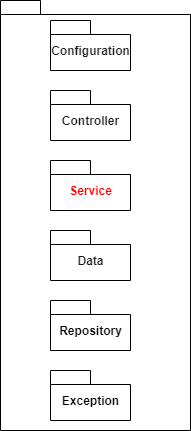 Configuration
Controller
Service
Data
Repository
Exception